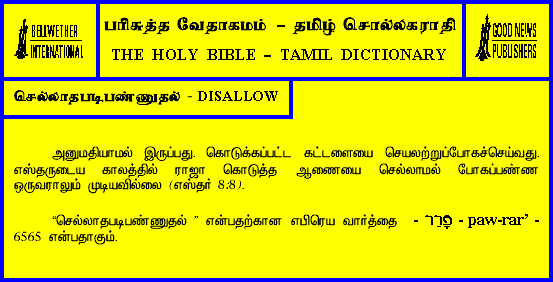 BELLWETHER
INTERNATIONAL
பரிசுத்த வேதாகமம் – தமிழ் சொல்லகராதி
THE HOLY BIBLE – TAMIL DICTIONARY
GOOD NEWS
PUBLISHERS
செல்லாதபடிபண்ணுதல் - DISALLOW
அனுமதியாமல் இருப்பது. கொடுக்கப்பட்ட கட்டளையை செயலற்றுப்போகச்செய்வது.
எஸ்தருடைய காலத்தில் ராஜா கொடுத்த ஆணையை செல்லாமல் போகப்பண்ண
ஒருவராலும் முடியவில்லை (எஸ்தர் 8:8).
“செல்லாதபடிபண்ணுதல் ” என்பதற்கான எபிரெய வார்த்தை - פָּרַר - paw-rar’ -
6565 என்பதாகும்.